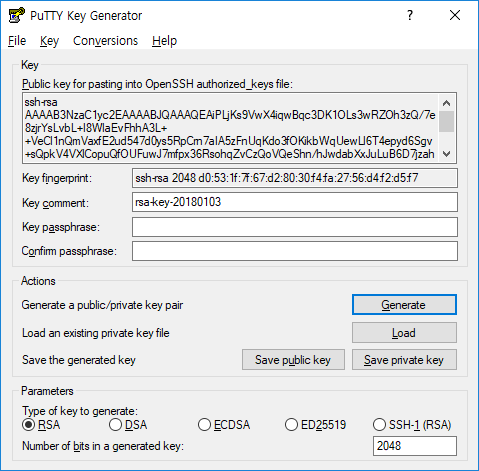 PuTTY Key Generator
?
File Key Conversions Help
Key
Public key for pasting into OpenSSH authorized_keys file:
ssh-rsa
AAAAB3NzaC1yc2EAAAABJQAAAQEAiPLjKs9VwX4iqwBqc3DK1OLs3wRZOh3zQ/7e
8zjrYsLvbL+I8WlaEvFhhA3L+
+VeCl1nQmVaxfE2ud547d0ys5RpCm7aIA5zFnUqKdo3fOKikbWqUewLl6T4epyd6Sgv
+sQpkV4VXlCopuQfOUFuwJ7mfpx36RsohqZvCzQoVQeShn/hJwdabXxJuLuB6D7jzah
Key fingerprint: ssh-rsa 2048 d0:53:1f:7f:67:d2:80:30:f4:fa:27:56:d4:f2:d5:f7
Key comment: rsa-key-20180103
Key passphrase:
Confirm passphrase:
Actions
Generate a public/private key pair Generate
Load an existing private key file Load
Save the generated key Save public key Save private key
Parameters
Type of key to generate:
RSA DSA ECDSA ED25519 SSH-1 (RSA)
Number of bits in a generated key: 2048